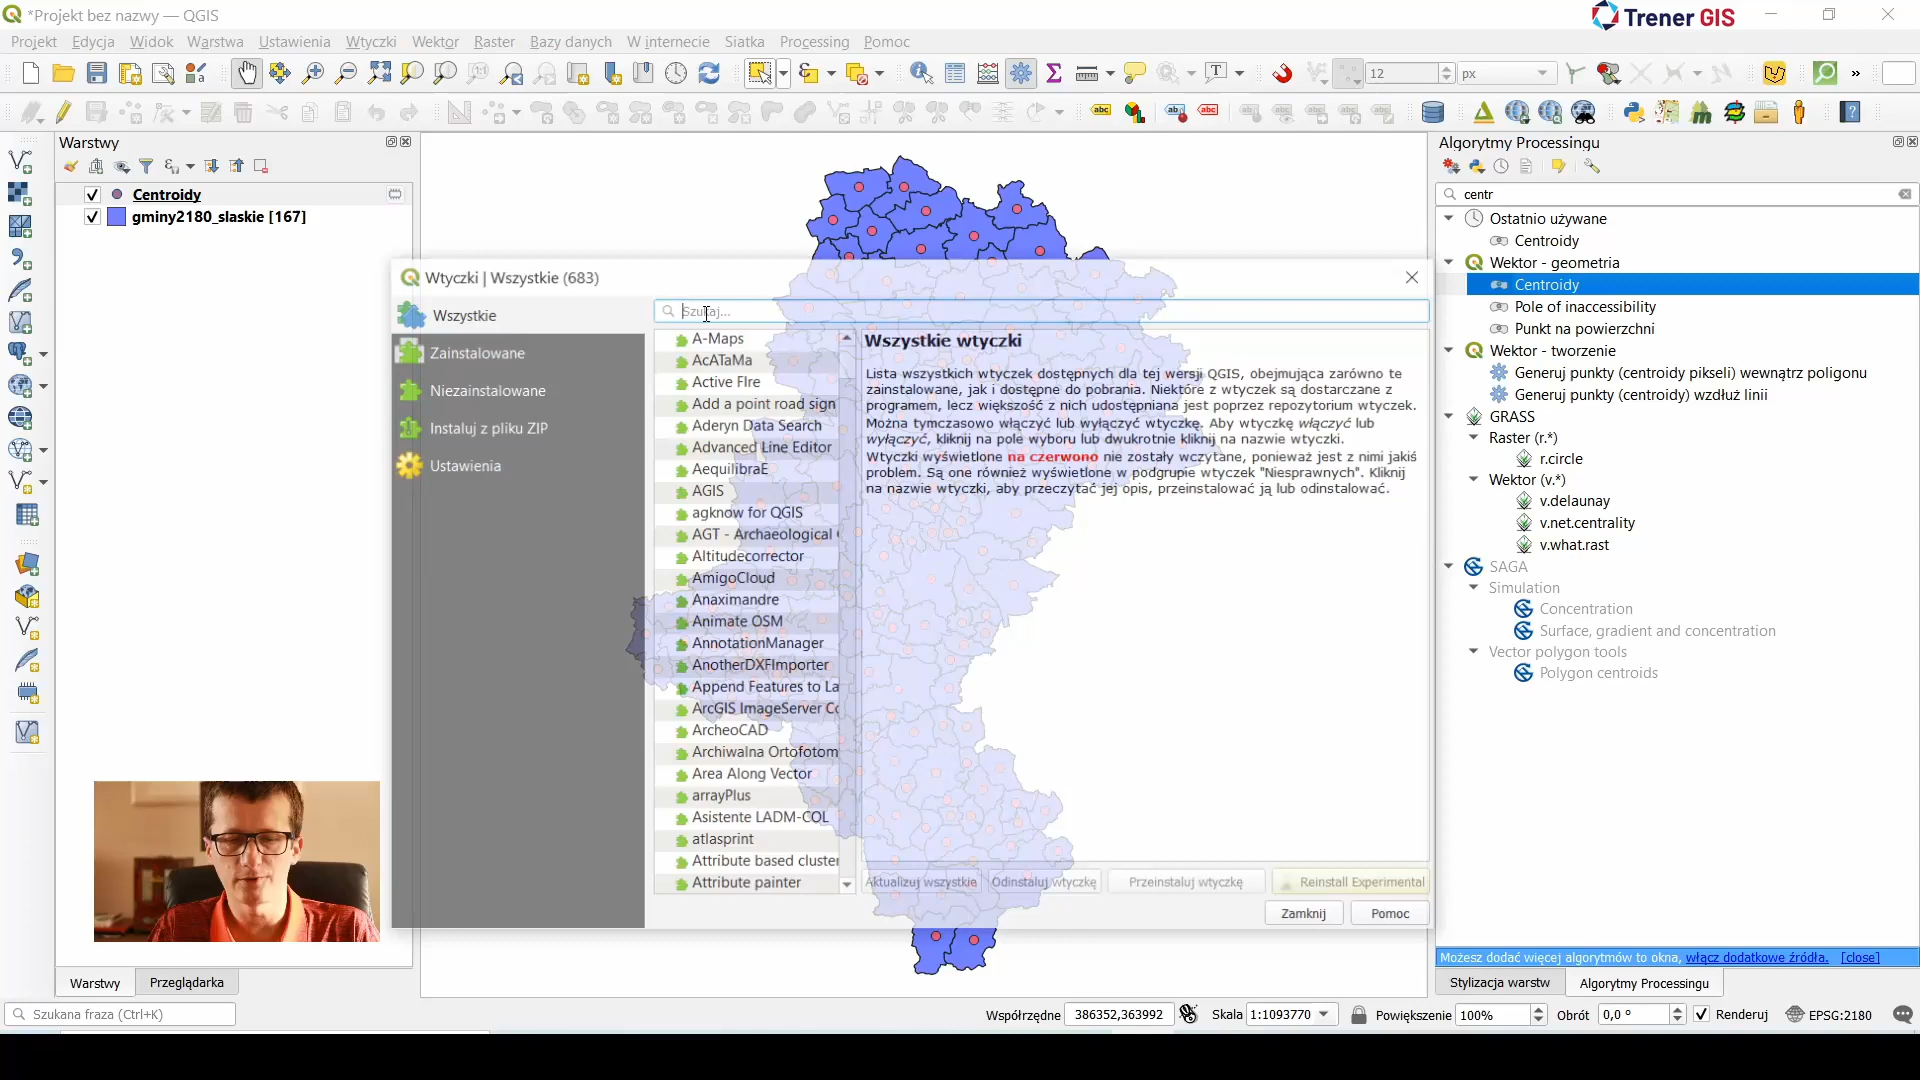 *Projekt bez nazwy — QGIS
Trener GIS
Projekt Edycja Widok Warstwa Ustawienia Wtyczki Wektor Raster Bazy danych W internecie Siatka Processing Pomoc
12 px
Warstwy
Centroidy
gminy2180_slaskie [167]
Wtyczki | Wszystkie (683)
Wszystkie
Zainstalowane
Niezainstalowane
Instaluj z pliku ZIP
Ustawienia
Szukaj...
A-Maps
AcATaMa
Active FIre
Add a point road sign
Aderyn Data Search
Advanced Line Editor
AequilibraE
AGIS
agknow for QGIS
AGT - Archaeological
Altitudecorrector
AmigoCloud
Anaximandre
Animate OSM
AnnotationManager
AnotherDXFImporter
Append Features to La
ArcGIS ImageServer Co
ArcheoCAD
Archiwalna Ortofotom
Area Along Vector
arrayPlus
Asistente LADM-COL
atlasprint
Attribute based cluster
Attribute painter
Wszystkie wtyczki
Lista wszystkich wtyczek dostępnych dla tej wersji QGIS, obejmująca zarówno te
zainstalowane, jak i dostępne do pobrania. Niektóre z wtyczek są dostarczane z
programem, lecz większość z nich udostępniana jest poprzez repozytorium wtyczek.
Można tymczasowo włączyć lub wyłączyć wtyczkę. Aby wtyczkę włączyć lub
wyłączyć, kliknij na pole wyboru lub dwukrotnie kliknij na nazwie wtyczki.
Wtyczki wyświetlone na czerwono nie zostały wczytane, ponieważ jest z nimi jakiś
problem. Są one również wyświetlone w podgrupie wtyczek "Niesprawnych". Kliknij
na nazwie wtyczki, aby przeczytać jej opis, przeinstalować ją lub odinstalować.
Aktualizuj wszystkie Odinstaluj wtyczkę Przeinstaluj wtyczkę Reinstall Experimental
Zamknij Pomoc
Algorytmy Processingu
centr
Ostatnio używane
Centroidy
Wektor - geometria
Centroidy
Pole of inaccessibility
Punkt na powierzchni
Wektor - tworzenie
Generuj punkty (centroidy pikseli) wewnątrz poligonu
Generuj punkty (centroidy) wzdłuż linii
GRASS
Raster (r.*)
r.circle
Wektor (v.*)
v.delaunay
v.net.centrality
v.what.rast
SAGA
Simulation
Concentration
Surface, gradient and concentration
Vector polygon tools
Polygon centroids
Możesz dodać więcej algorytmów to okna, włącz dodatkowe źródła. [close]
Warstwy Przeglądarka
Stylizacja warstw Algorytmy Processingu
Szukana fraza (Ctrl+K)
Współrzędne 386352,363992 Skala 1:1093770 Powiększenie 100% Obrót 0,0 ° Renderuj EPSG:2180